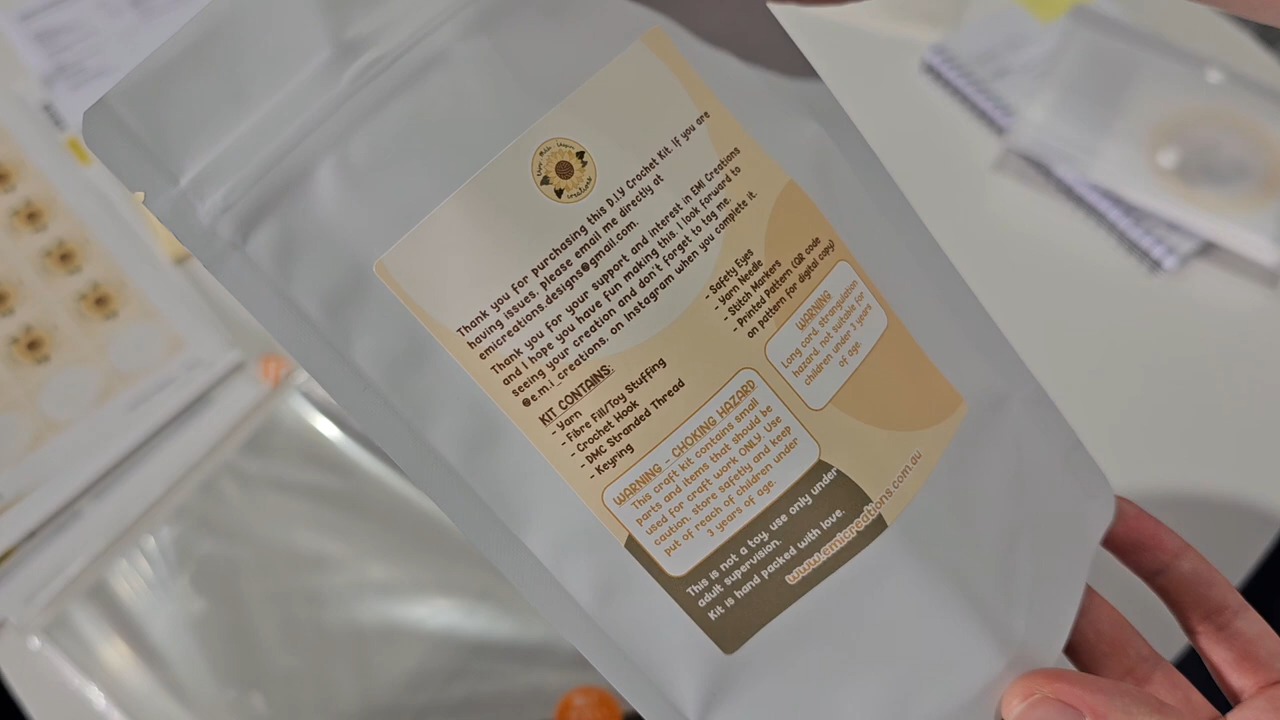 Thank you for purchasing this D.I.Y Crochet Kit. If you are
having issues, please email me directly at
emicreations.designs@gmail.com.
Thank you for your support and interest in EMI Creations
and I hope you have fun making this. I look forward to
seeing your creation and don't forget to tag me,
@e.m.i_creations, on Instagram when you complete it.
KIT CONTAINS:
- Yarn
- Fibre Fill/Toy Stuffing
- Crochet Hook
- DMC Stranded Thread
- Keyring
- Safety Eyes
- Yarn Needle
- Stitch Markers
- Printed Pattern (QR code
on pattern for digital copy)
WARNING - CHOKING HAZARD
This craft kit contains small
parts and items that should be
used for craft work ONLY. Use
caution, store safetly and keep
put of reach of children under
3 years of age.
WARNING
Long cord, strangulation
hazard, not suitable for
children under 3 years
of age.
This is not a toy, use only under
adult supervision.
Kit is hand packed with love.
www.emicreations.com.au